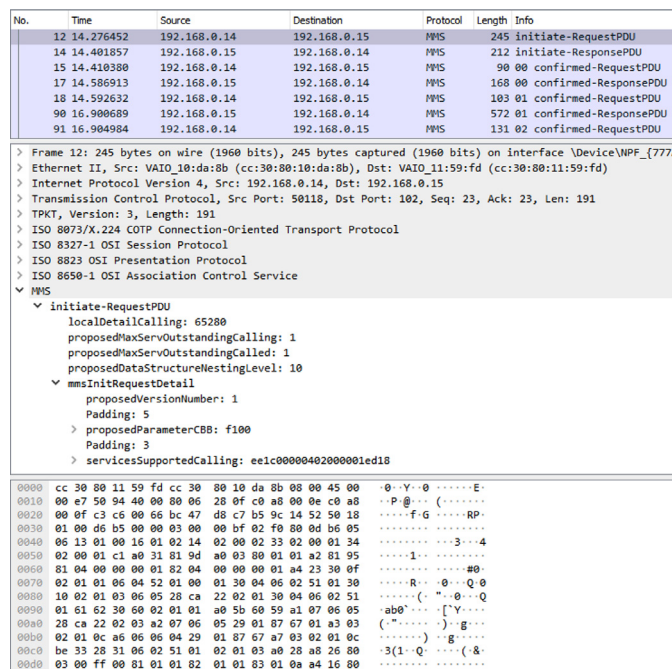 No. Time Source Destination Protocol Length Info
12 14.276452 192.168.0.14 192.168.0.15 MMS 245 initiate-RequestPDU
14 14.401857 192.168.0.15 192.168.0.14 MMS 212 initiate-ResponsePDU
15 14.410380 192.168.0.14 192.168.0.15 MMS 90 00 confirmed-RequestPDU
17 14.586913 192.168.0.15 192.168.0.14 MMS 168 00 confirmed-ResponsePDU
18 14.592632 192.168.0.14 192.168.0.15 MMS 103 01 confirmed-RequestPDU
90 16.900689 192.168.0.15 192.168.0.14 MMS 572 01 confirmed-ResponsePDU
91 16.904984 192.168.0.14 192.168.0.15 MMS 131 02 confirmed-RequestPDU
Frame 12: 245 bytes on wire (1960 bits), 245 bytes captured (1960 bits) on interface \Device\NPF_{777
Ethernet II, Src: VAIO_10:da:8b (cc:30:80:10:da:8b), Dst: VAIO_11:59:fd (cc:30:80:11:59:fd)
Internet Protocol Version 4, Src: 192.168.0.14, Dst: 192.168.0.15
Transmission Control Protocol, Src Port: 50118, Dst Port: 102, Seq: 23, Ack: 23, Len: 191
TPKT, Version: 3, Length: 191
ISO 8073/X.224 COTP Connection-Oriented Transport Protocol
ISO 8327-1 OSI Session Protocol
ISO 8823 OSI Presentation Protocol
ISO 8650-1 OSI Association Control Service
MMS
initiate-RequestPDU
localDetailCalling: 65280
proposedMaxServOutstandingCalling: 1
proposedMaxServOutstandingCalled: 1
proposedDataStructureNestingLevel: 10
mmsInitRequestDetail
proposedVersionNumber: 1
Padding: 5
proposedParameterCBB: f100
Padding: 3
servicesSupportedCalling: ee1c00000402000001ed18
0000 cc 30 80 11 59 fd cc 30 80 10 da 8b 08 00 45 00 ·0··Y··0 ······E·
0010 00 e7 50 94 40 00 80 06 28 0f c0 a8 00 0e c0 a8 ··P·@··· (·······
0020 00 0f c3 c6 00 66 bc 47 d8 c7 b5 9c 14 52 50 18 ·····f·G ·····RP·
0030 01 00 d6 b5 00 00 03 00 00 bf 02 f0 80 0d b6 05 ········ ········
0040 06 13 01 00 16 01 02 14 02 00 02 33 02 00 01 34 ········ ···3···4
0050 02 00 01 c1 a0 31 81 9d a0 03 80 01 01 a2 81 95 ·····1·· ········
0060 81 04 00 00 00 01 82 04 00 00 00 01 a4 23 30 0f ········ ·····#0·
0070 02 01 01 06 04 52 01 00 01 30 04 06 02 51 01 30 ·····R·· ·0···Q·0
0080 10 02 01 03 06 05 28 ca 22 02 01 30 04 06 02 51 ······(· "··0···Q
0090 01 61 62 30 60 02 01 01 a0 5b 60 59 a1 07 06 05 ·ab0`··· ·[`Y····
00a0 28 ca 22 02 03 a2 07 06 05 29 01 87 67 01 a3 03 (·"····· ·)··g···
00b0 02 01 0c a6 06 06 04 29 01 87 67 a7 03 02 01 0c ·······) ··g·····
00c0 be 33 28 31 06 02 51 01 02 01 03 a0 28 a8 26 80 ·3(1··Q· ····(·&·
00d0 03 00 ff 00 81 01 01 82 01 01 83 01 0a a4 16 80 ········ ········